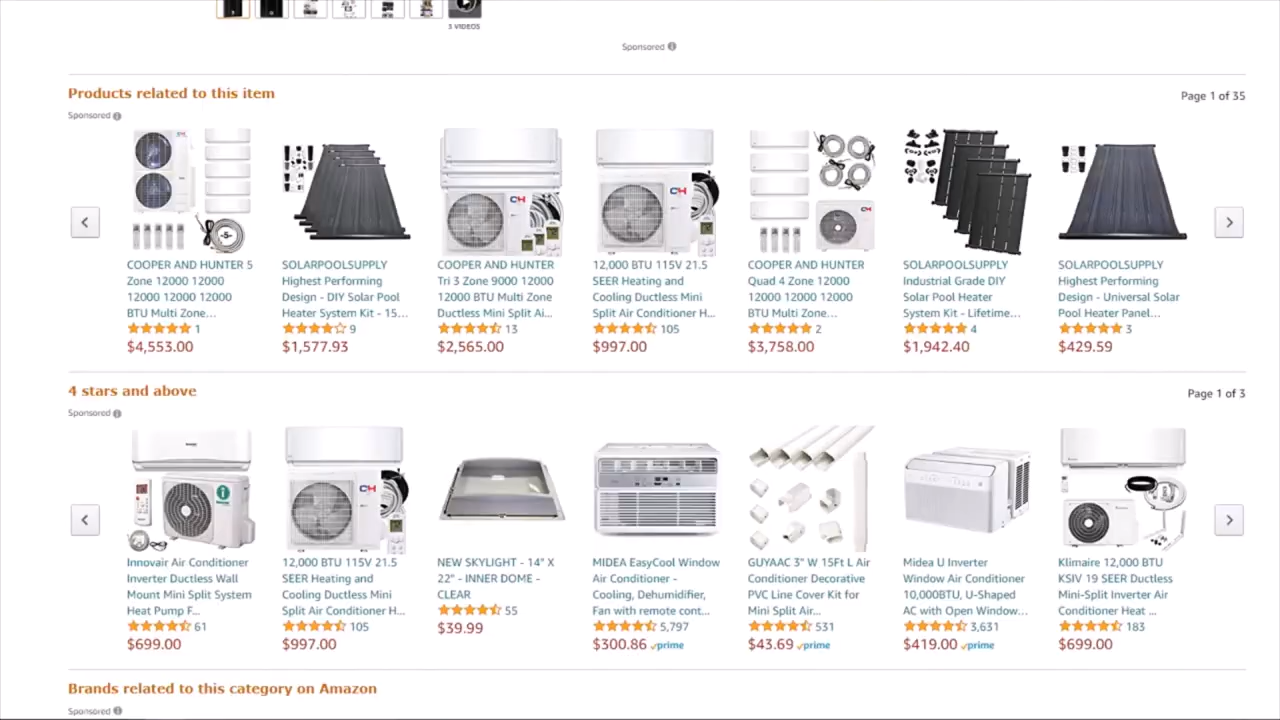 3 VIDEOS
Sponsored
Products related to this item
Page 1 of 35
Sponsored
CH
CH
CH
CH
-5-
COOPER AND HUNTER 5
Zone 12000 12000
12000 12000 12000
BTU Multi Zone...
1
$4,553.00
SOLARPOOLSUPPLY
Highest Performing
Design - DIY Solar Pool
Heater System Kit - 15...
9
$1,577.93
COOPER AND HUNTER
Tri 3 Zone 9000 12000
12000 BTU Multi Zone
Ductless Mini Split Ai...
13
$2,565.00
12,000 BTU 115V 21.5
SEER Heating and
Cooling Ductless Mini
Split Air Conditioner H...
105
$997.00
COOPER AND HUNTER
Quad 4 Zone 12000
12000 12000 12000
BTU Multi Zone...
2
$3,758.00
SOLARPOOLSUPPLY
Industrial Grade DIY
Solar Pool Heater
System Kit - Lifetime...
4
$1,942.40
SOLARPOOLSUPPLY
Highest Performing
Design - Universal Solar
Pool Heater Panel...
3
$429.59
4 stars and above
Page 1 of 3
Sponsored
CH
Innovair Air Conditioner
Inverter Ductless Wall
Mount Mini Split System
Heat Pump F...
61
$699.00
12,000 BTU 115V 21.5
SEER Heating and
Cooling Ductless Mini
Split Air Conditioner H...
105
$997.00
NEW SKYLIGHT - 14" X
22" - INNER DOME -
CLEAR
55
$39.99
MIDEA EasyCool Window
Air Conditioner -
Cooling, Dehumidifier,
Fan with remote cont...
5,797
$300.86 prime
GUYAAC 3" W 15Ft L Air
Conditioner Decorative
PVC Line Cover Kit for
Mini Split Air...
531
$43.69 prime
Midea U Inverter
Window Air Conditioner
10,000BTU, U-Shaped
AC with Open Window...
3,631
$419.00 prime
Klimaire 12,000 BTU
KSIV 19 SEER Ductless
Mini-Split Inverter Air
Conditioner Heat ...
183
$699.00
Brands related to this category on Amazon
Sponsored